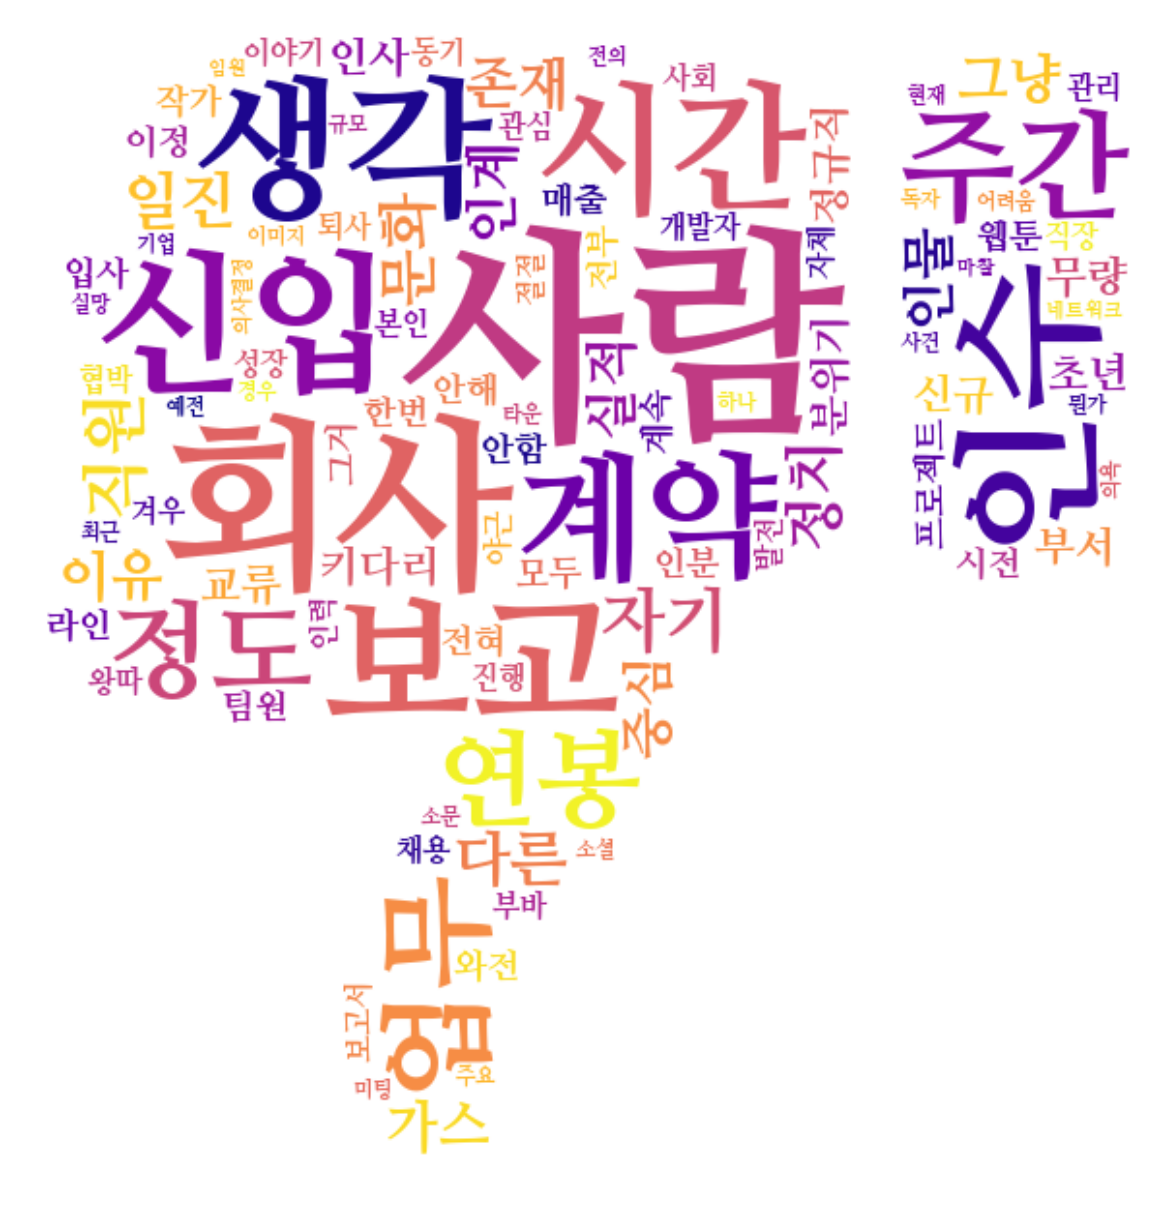 이야기
인사
동기
전의
임원
생각
존재
시간
사회
그냥
관리
현재
작가
규모
관심
주간
이정
인계
정규직
일진
매출
독자
어려움
퇴사
문화
개발자
이미지
전부
자체
인물
웹툰
직장
기업
입사
신입
의사결정
본인
절절
사람
마찰
무량
실망
네트워크
인수
사건
성장
실적
분위기
협박
경우
안해
계속
하나
신규
초년
뭔가
예전
한번
타운
직원
회사
그거
안함
계약
정치
프로젝트
의욕
겨우
최근
야근
발전
이유
교류
키다리
모두
인분
시전
부서
라인
정도
인력
보고
전혀
자기
왕따
팀원
진행
중심
연봉
소문
채용
다른
소셜
업무
부바
와전
보고서
미팅
주요
가스